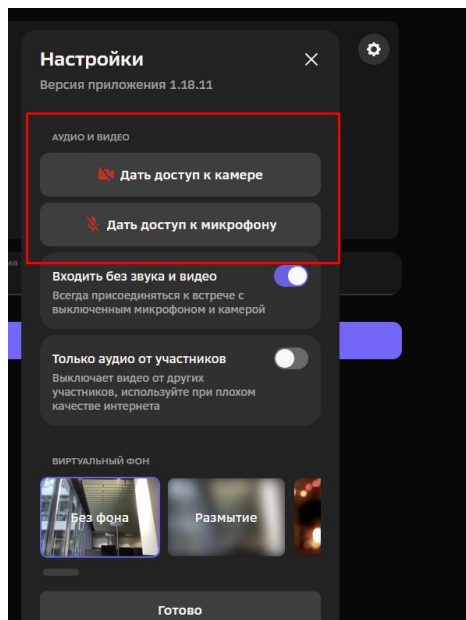 Настройки
Версия приложения 1.18.11
АУДИО И ВИДЕО
Дать доступ к камере
Дать доступ к микрофону
ия
Входить без звука и видео
Всегда присоединяться к встрече с
выключенным микрофоном и камерой
Только аудио от участников
Выключает видео от других
участников, используйте при плохом
качестве интернета
ВИРТУАЛЬНЫЙ ФОН
Без фона
Размытие
Готово